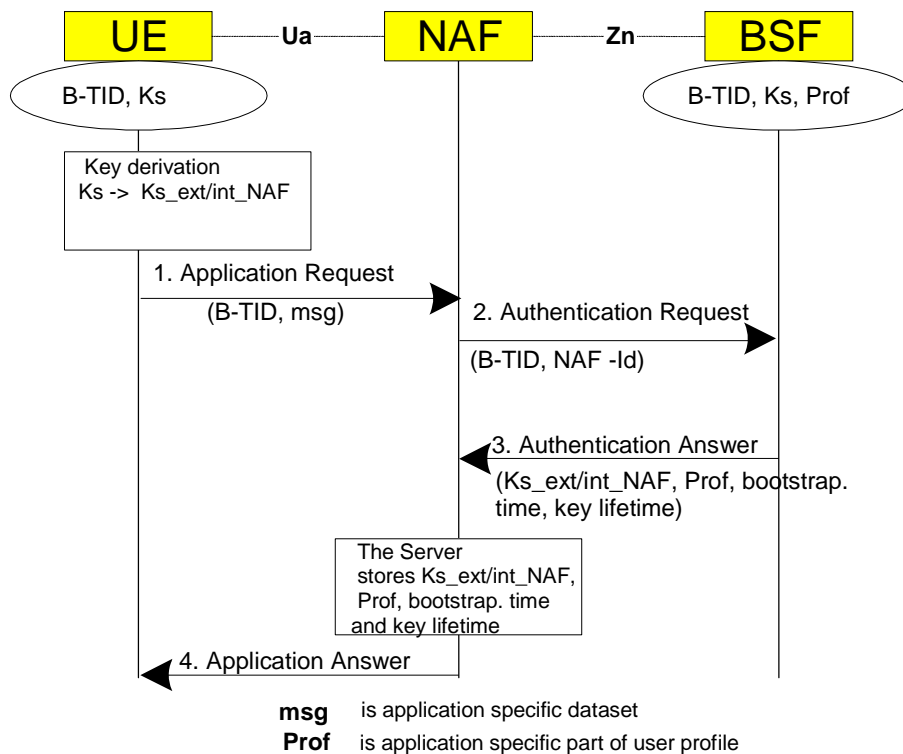 UE Ua NAF Zn BSF
B-TID, Ks
B-TID, Ks, Prof
Key derivation
Ks -> Ks_ext/int_NAF
1. Application Request
(B-TID, msg)
2. Authentication Request
(B-TID, NAF -Id)
3. Authentication Answer
(Ks_ext/int_NAF, Prof, bootstrap.
time, key lifetime)
The Server
stores Ks_ext/int_NAF,
Prof, bootstrap. time
and key lifetime
4. Application Answer
msg is application specific dataset
Prof is application specific part of user profile